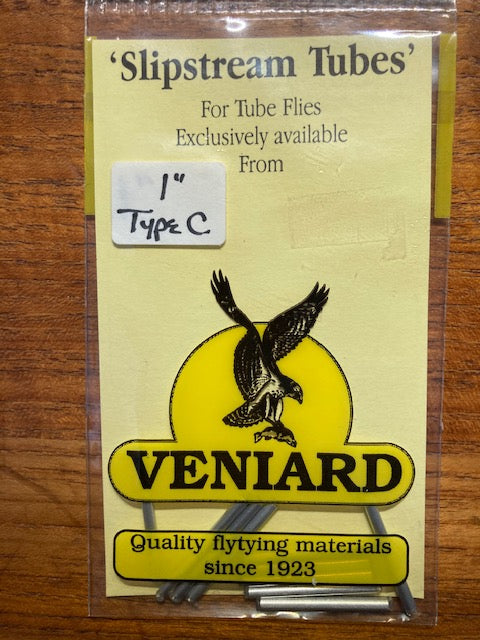 'Slipstream Tubes'
For Tube Flies
Exclusively available
From
1"
Type C
VENIARD
Quality flytying materials
since 1923